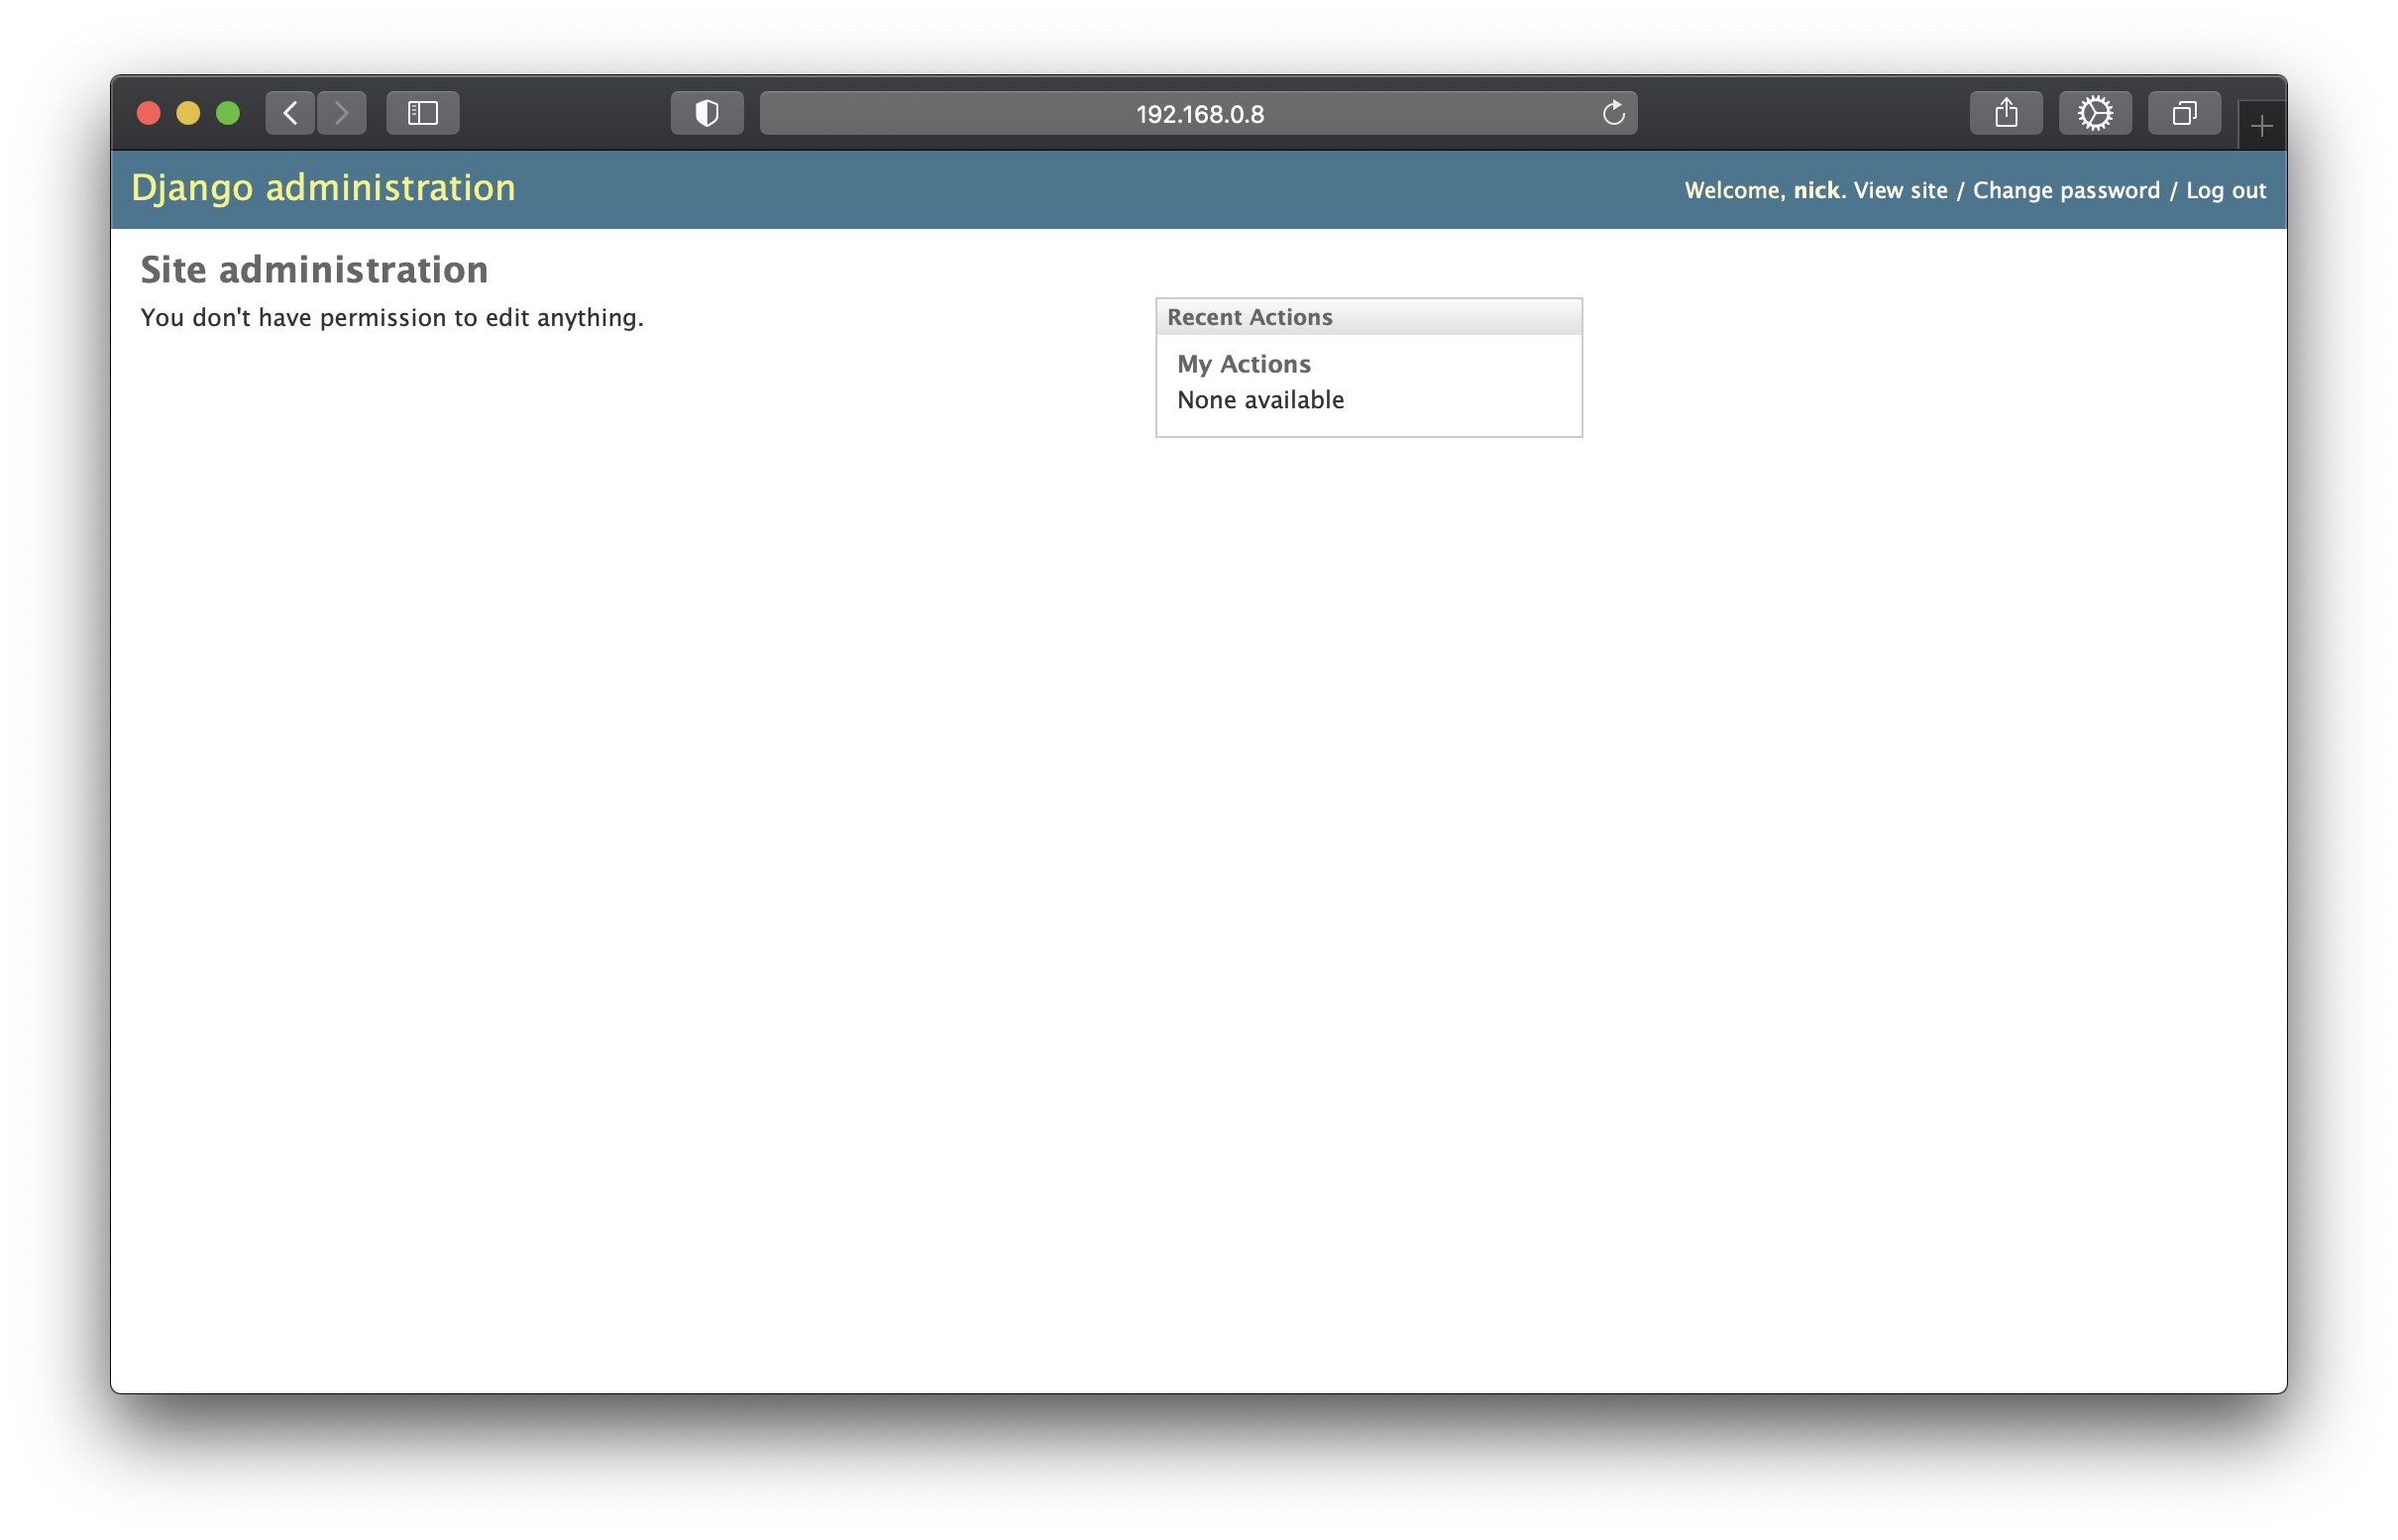 192.168.0.8
Django administration
Welcome, nick. View site / Change password / Log out
Site administration
You don't have permission to edit anything.
Recent Actions
My Actions
None available